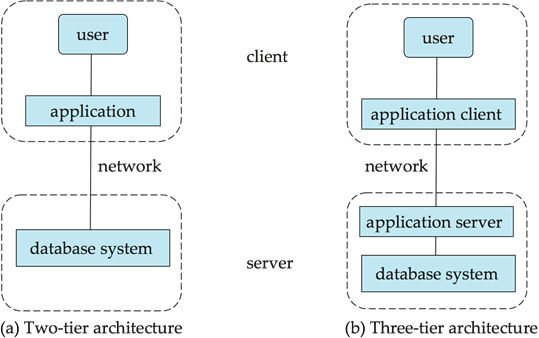 user
application
network
database system
(a) Two-tier architecture
client
server
user
application client
network
application server
database system
(b) Three-tier architecture